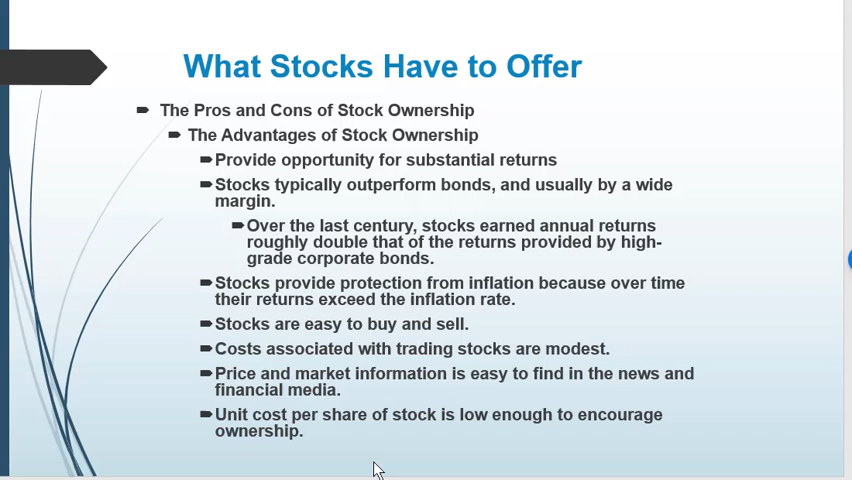 What Stocks Have to Offer
The Pros and Cons of Stock Ownership
The Advantages of Stock Ownership
Provide opportunity for substantial returns
Stocks typically outperform bonds, and usually by a wide
margin.
Over the last century, stocks earned annual returns
roughly double that of the returns provided by high-
grade corporate bonds.
Stocks provide protection from inflation because over time
their returns exceed the inflation rate.
Stocks are easy to buy and sell.
Costs associated with trading stocks are modest.
Price and market information is easy to find in the news and
financial media.
Unit cost per share of stock is low enough to encourage
ownership.